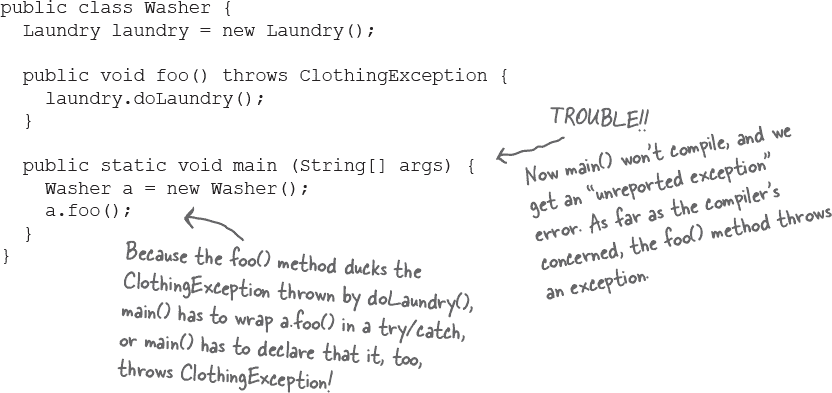 public class Washer {
Laundry laundry = new Laundry();
public void foo() throws ClothingException {
laundry.doLaundry();
}
public static void main (String[] args) {
Washer a = new Washer();
a.foo();
}
}
TROUBLE!!
Now main() won't compile, and we
get an "unreported exception"
error. As far as the compiler's
concerned, the foo() method throws
an exception.
Because the foo() method ducks the
ClothingException thrown by doLaundry(),
main() has to wrap a.foo() in a try/catch,
or main() has to declare that it, too,
throws ClothingException!